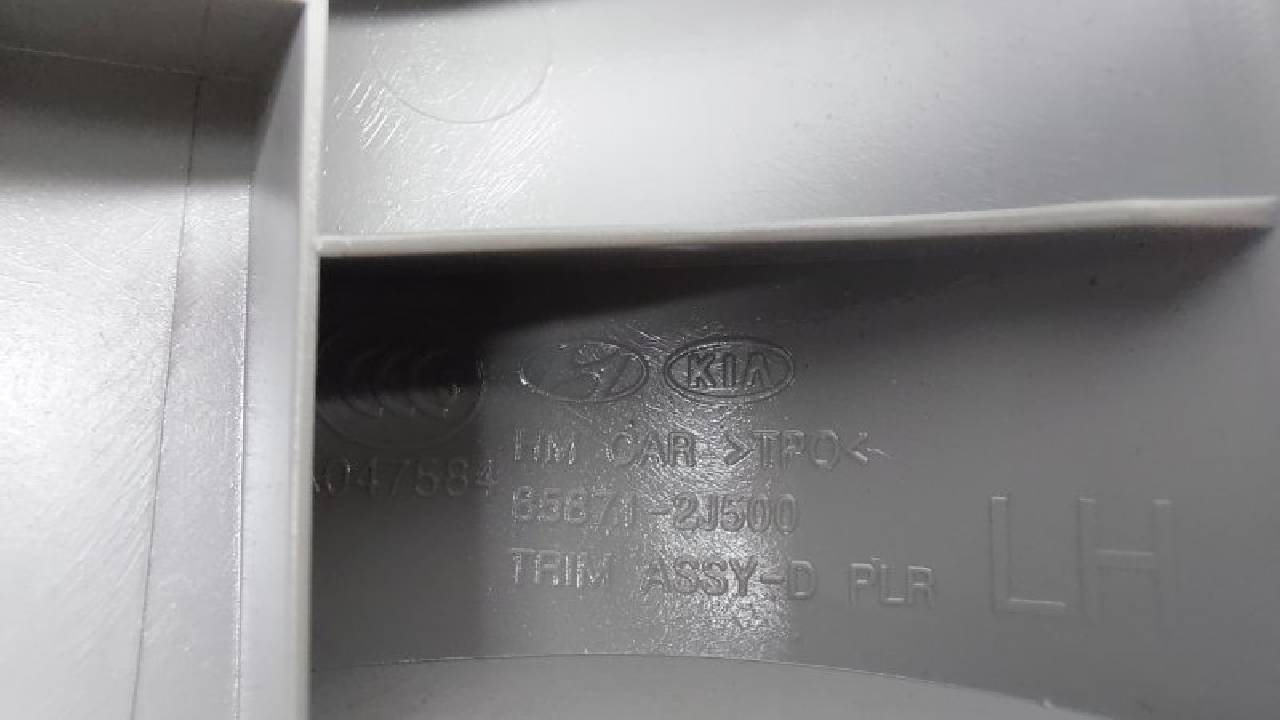 KIA
HM CAR >TPO<
A047584
85871-2J500
TRIM ASSY-D PLR
LH